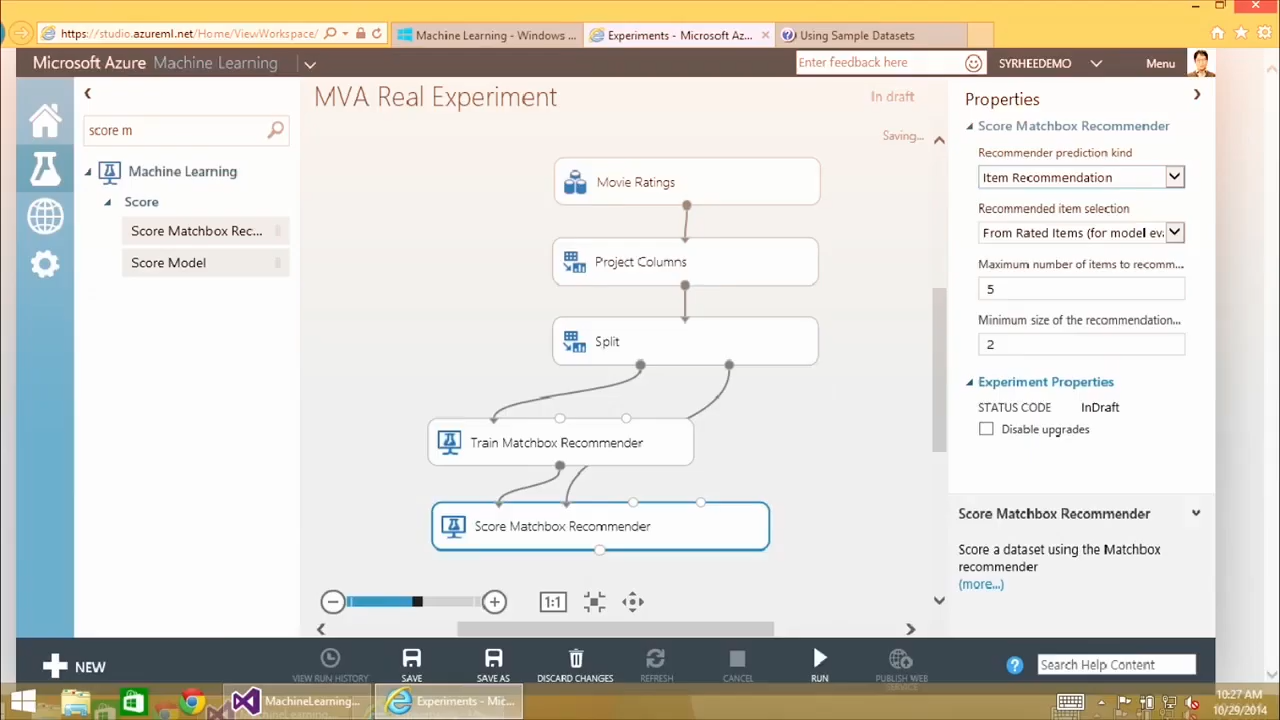 https://studio.azureml.net/Home/ViewWorkspace/
Machine Learning - Windows ...
Experiments - Microsoft Az...
Using Sample Datasets
Microsoft Azure Machine Learning
Enter feedback here
SYRHEEDEMO
Menu
score m
Machine Learning
Score
Score Matchbox Rec...
Score Model
MVA Real Experiment
In draft
Saving...
Movie Ratings
Project Columns
Split
Train Matchbox Recommender
Score Matchbox Recommender
1:1
Properties
Score Matchbox Recommender
Recommender prediction kind
Item Recommendation
Recommended item selection
From Rated Items (for model eva
Maximum number of items to recomm...
5
Minimum size of the recommendation...
2
Experiment Properties
STATUS CODE InDraft
Disable upgrades
Score Matchbox Recommender
Score a dataset using the Matchbox
recommender
(more...)
NEW
VIEW RUN HISTORY
SAVE
SAVE AS
DISCARD CHANGES
REFRESH
CANCEL
RUN
PUBLISH WEB
SERVICE
Search Help Content
MachineLearning...
Experiments - Mic...
10:27 AM
10/29/2014